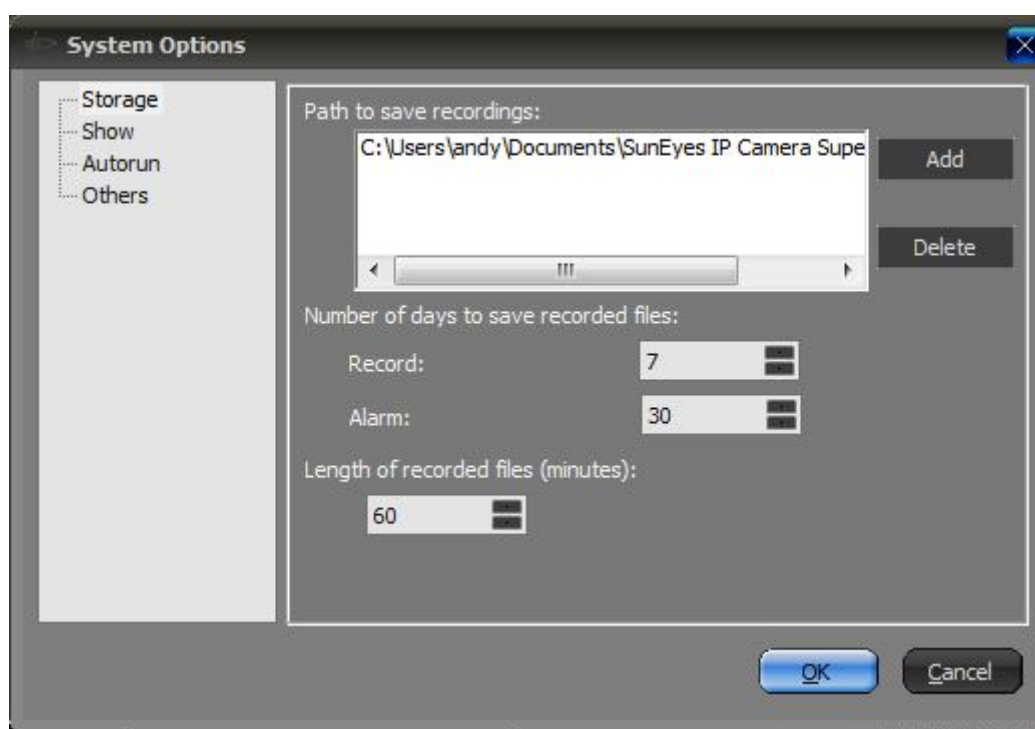 System Options
Storage
Show
Autorun
Others
Path to save recordings:
C:\Users\andy\Documents\SunEyes IP Camera Supe
Add
Delete
Number of days to save recorded files:
Record:
7
Alarm:
30
Length of recorded files (minutes):
60
OK
Cancel